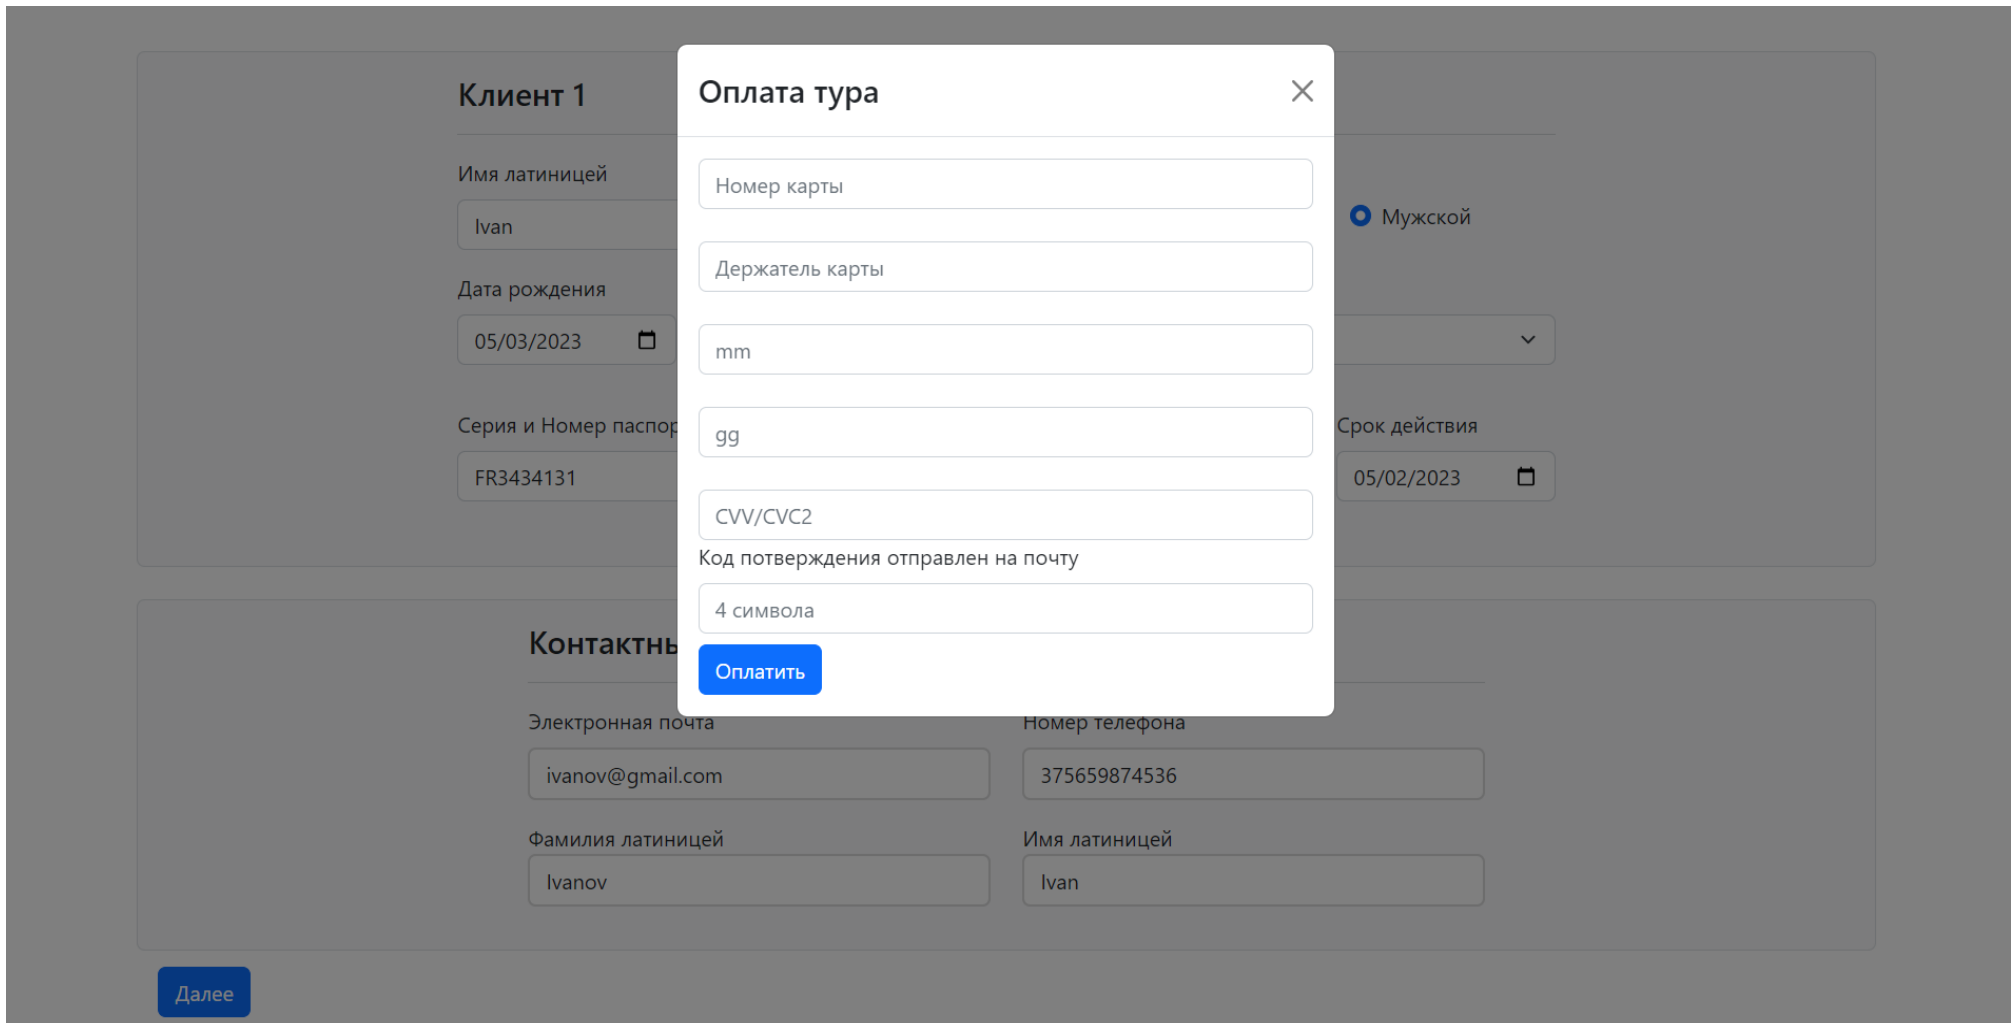 Клиент 1
Оплата тура
Имя латиницей
Номер карты
Ivan
Мужской
Держатель карты
Дата рождения
05/03/2023
mm
Серия и Номер паспор
gg
Срок действия
FR3434131
05/02/2023
CVV/CVC2
Код потверждения отправлен на почту
4 символа
Контактны
Оплатить
Электронная почта
Номер телефона
ivanov@gmail.com
375659874536
Фамилия латиницей
Имя латиницей
Ivanov
Ivan
Далее